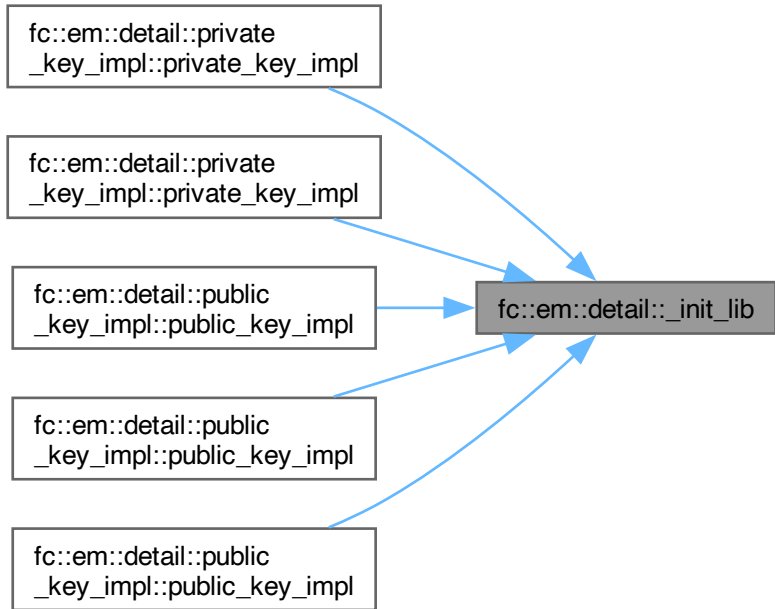 fc::em::detail::private
_key_impl::private_key_impl
fc::em::detail::private
_key_impl::private_key_impl
fc::em::detail::public
_key_impl::public_key_impl
fc::em::detail::_init_lib
fc::em::detail::public
_key_impl::public_key_impl
fc::em::detail::public
_key_impl::public_key_impl